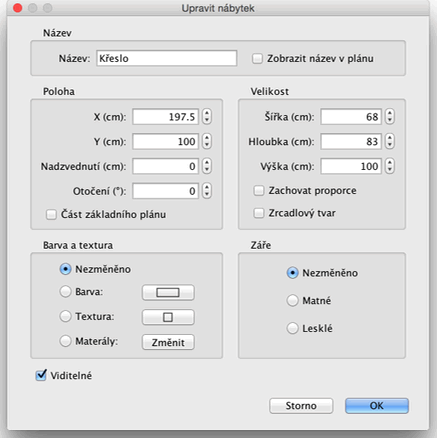 Upravit nábytek
Název
Název: Křeslo Zobrazit název v plánu
Poloha
X (cm): 197.5
Y (cm): 100
Nadzvednutí (cm): 0
Otočení (°): 0
Část základního plánu
Velikost
Šířka (cm): 68
Hloubka (cm): 83
Výška (cm): 100
Zachovat proporce
Zrcadlový tvar
Barva a textura
Nezměněno
Barva:
Textura:
Materály: Změnit
Záře
Nezměněno
Matné
Lesklé
Viditelné
Storno OK